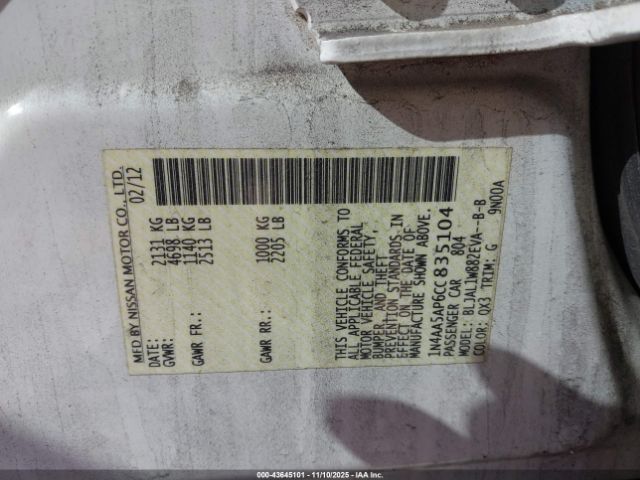 MFD BY NISSAN MOTOR CO., LTD.
DATE: 02/12
GVWR: 2131 KG
4698 LB
GAWR FR.: 1140 KG
2513 LB
GAWR RR.: 1000 KG
2205 LB
THIS VEHICLE CONFORMS TO
ALL APPLICABLE FEDERAL
MOTOR VEHICLE SAFETY,
BUMPER, AND THEFT
PREVENTION STANDARDS IN
EFFECT ON THE DATE OF
MANUFACTURE SHOWN ABOVE.
1N4AA5AP6CC 835104
PASSENGER CAR 804
MODEL: BLJAL1W882EVA--B-B
COLOR: QX3 TRIM: G 9N00A
000-43645101 - 11/10/2025 - IAA Inc.